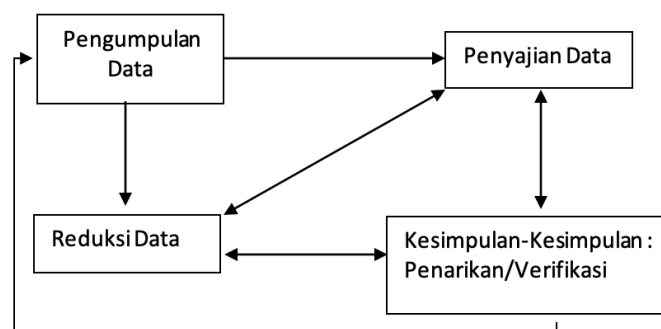 Pengumpulan
Data
Penyajian Data
Reduksi Data
Kesimpulan-Kesimpulan :
Penarikan/Verifikasi